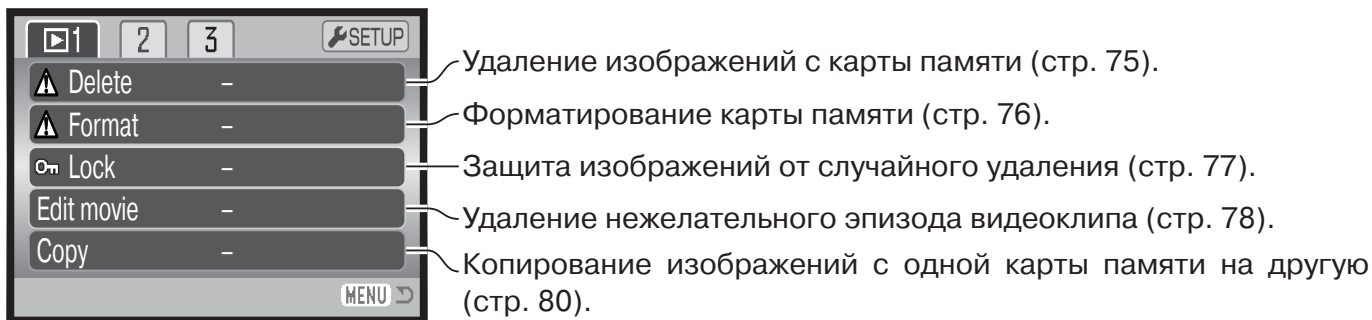 1 2 3 SETUP
Delete –
Format –
Lock –
Edit movie –
Copy –
MENU
Удаление изображений с карты памяти (стр. 75).
Форматирование карты памяти (стр. 76).
Защита изображений от случайного удаления (стр. 77).
Удаление нежелательного эпизода видеоклипа (стр. 78).
Копирование изображений с одной карты памяти на другую
(стр. 80).